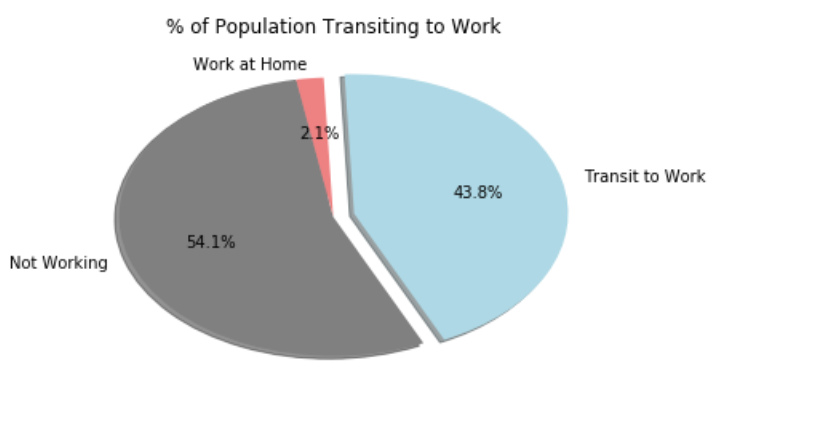 % of Population Transiting to Work
Work at Home
2.1%
43.8%
Transit to Work
54.1%
Not Working